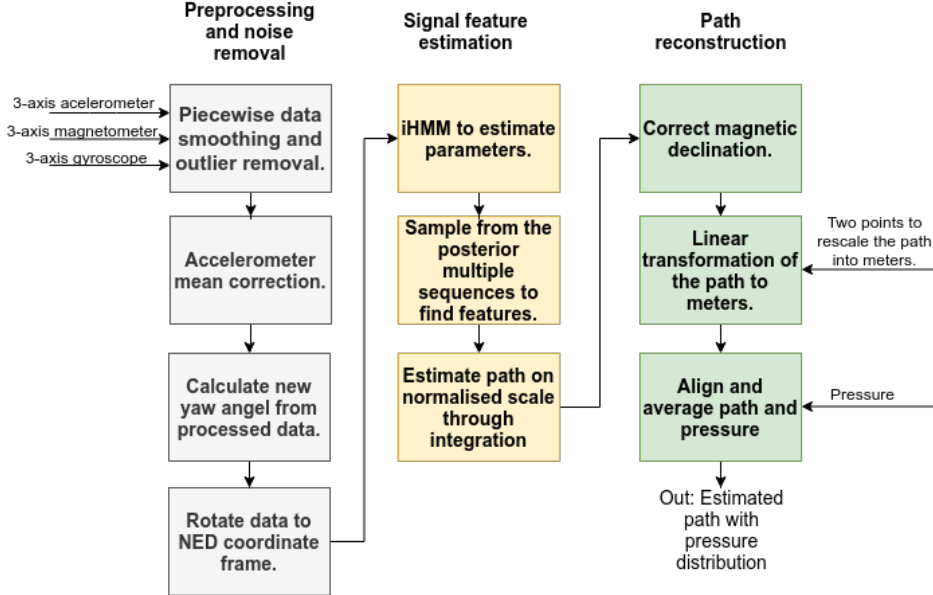 Preprocessing
and noise
removal
3-axis acelerometer
3-axis magnetometer
3-axis gyroscope
Piecewise data
smoothing and
outlier removal.
Accelerometer
mean correction.
Calculate new
yaw angel from
processed data.
Rotate data to
NED coordinate
frame.
Signal feature
estimation
iHMM to estimate
parameters.
Sample from the
posterior
multiple
sequences to
find features.
Estimate path on
normalised scale
through
integration
Path
reconstruction
Correct magnetic
declination.
Linear
transformation of
the path to
meters.
Two points to
rescale the path
into meters.
Align and
average path and
pressure
Pressure
Out: Estimated
path with
pressure
distribution